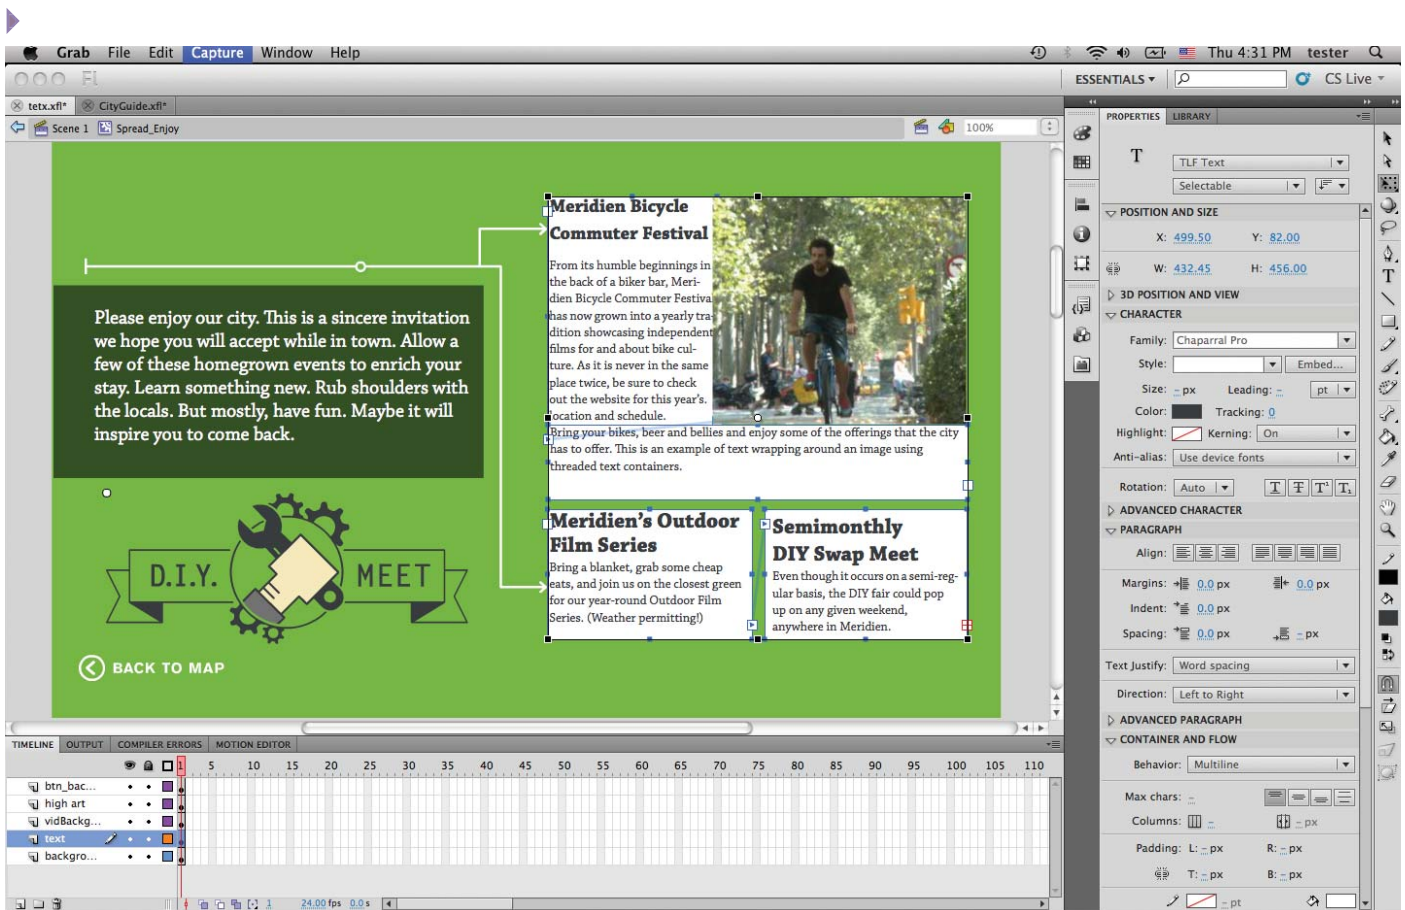 Grab File Edit Capture Window Help
Thu 4:31 PM tester
Fl
ESSENTIALS
CS Live
tetx.xfl*
CityGuide.xfl*
Scene 1
Spread_Enjoy
100%
Please enjoy our city. This is a sincere invitation
we hope you will accept while in town. Allow a
few of these homegrown events to enrich your
stay. Learn something new. Rub shoulders with
the locals. But mostly, have fun. Maybe it will
inspire you to come back.
D.I.Y. MEET
BACK TO MAP
Meridien Bicycle
Commuter Festival
From its humble beginnings in
the back of a biker bar, Meri-
dien Bicycle Commuter Festiva
has now grown into a yearly tra-
dition showcasing independent
films for and about bike cul-
ture. As it is never in the same
place twice, be sure to check
out the website for this year's.
location and schedule.
Bring your bikes, beer and bellies and enjoy some of the offerings that the city
has to offer. This is an example of text wrapping around an image using
threaded text containers.
Meridien's Outdoor
Film Series
Bring a blanket, grab some cheap
eats, and join us on the closest green
for our year-round Outdoor Film
Series. (Weather permitting!)
Semimonthly
DIY Swap Meet
Even though it occurs on a semi-reg-
ular basis, the DIY fair could pop
up on any given weekend,
anywhere in Meridien.
TIMELINE OUTPUT COMPILER ERRORS MOTION EDITOR
1 5 10 15 20 25 30 35 40 45 50 55 60 65 70 75 80 85 90 95 100 105 110
btn_bac...
high art
vidBackg...
text
backgro...
1 24.00 fps 0.0 s
PROPERTIES LIBRARY
T
TLF Text
Selectable
POSITION AND SIZE
X: 499.50 Y: 82.00
W: 432.45 H: 456.00
3D POSITION AND VIEW
CHARACTER
Family: Chaparral Pro
Style: Embed...
Size: - px Leading: - pt
Color: Tracking: 0
Highlight: Kerning: On
Anti-alias: Use device fonts
Rotation: Auto T T T¹ T₁
ADVANCED CHARACTER
PARAGRAPH
Align:
Margins: 0.0 px 0.0 px
Indent: 0.0 px
Spacing: 0.0 px - px
Text Justify: Word spacing
Direction: Left to Right
ADVANCED PARAGRAPH
CONTAINER AND FLOW
Behavior: Multiline
Max chars: -
Columns: - - px
Padding: L: - px R: - px
T: - px B: - px
- pt